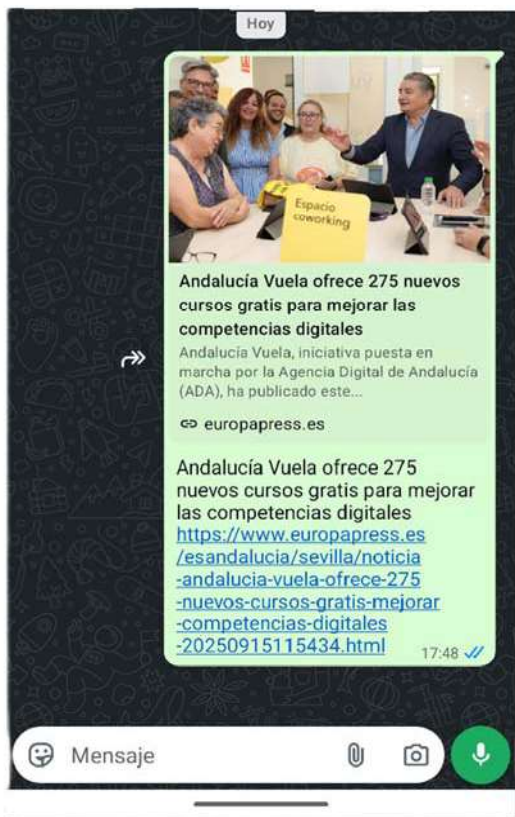 Hoy
Espacio
coworking
Andalucía Vuela ofrece 275 nuevos
cursos gratis para mejorar las
competencias digitales
Andalucía Vuela, iniciativa puesta en
marcha por la Agencia Digital de Andalucía
(ADA), ha publicado este...
europapress.es
Andalucía Vuela ofrece 275
nuevos cursos gratis para mejorar
las competencias digitales
https://www.europapress.es
/esandalucia/sevilla/noticia
-andalucia-vuela-ofrece-275
-nuevos-cursos-gratis-mejorar
-competencias-digitales
-20250915115434.html
17:48
Mensaje